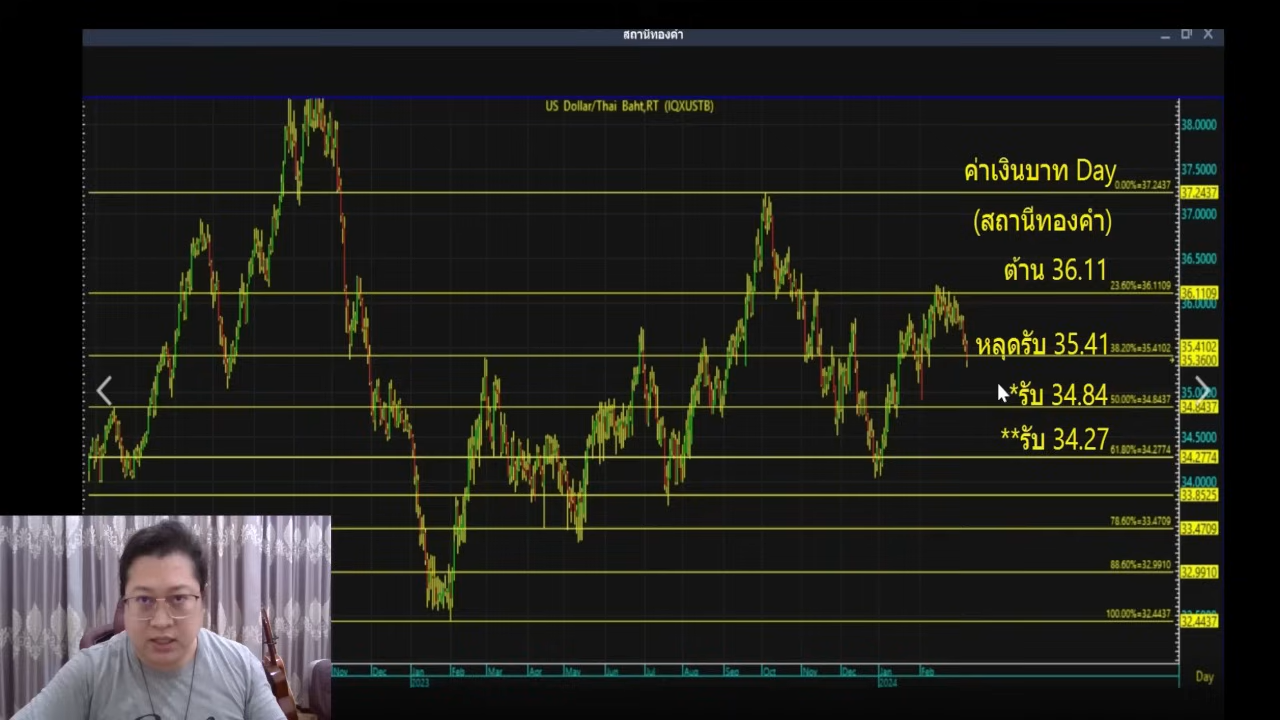 สถานีทองคำ
US Dollar/Thai Baht,RT (IQXUSTB)
38.0000
ค่าเงินบาท Day
37.5000
0.00%=37.2437
37.2437
37.0000
(สถานีทองคำ)
36.5000
ต้าน 36.11
23.60%=36.1109
36.1109
36.0000
หลุดรับ 35.41
38.20%=35.4102
35.4102
35.3600
*รับ 34.84
35.0000
50.00%=34.8437
34.8437
**รับ 34.27
34.5000
61.80%=34.2774
34.2774
34.0000
33.8525
78.60%=33.4709
33.4709
88.60%=32.9910
32.9910
100.00%=32.4437
32.4437
Nov Dec Jan Feb Mar Apr May Jun Jul Aug Sep Oct Nov Dec Jan Feb
2023 2024
Day